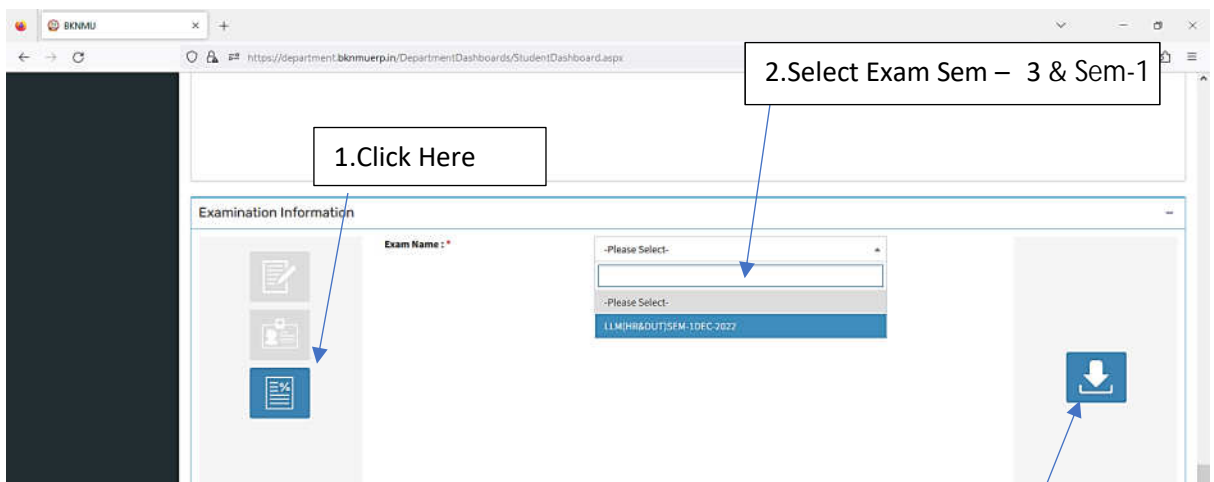 BKNMU
https://department.bknmuerp.in/DepartmentDashboards/StudentDashboard.aspx
2.Select Exam Sem – 3 & Sem-1
1.Click Here
Examination Information
Exam Name : *
-Please Select-
-Please Select-
LLM(HR&DUT)SEM-1DEC-2022